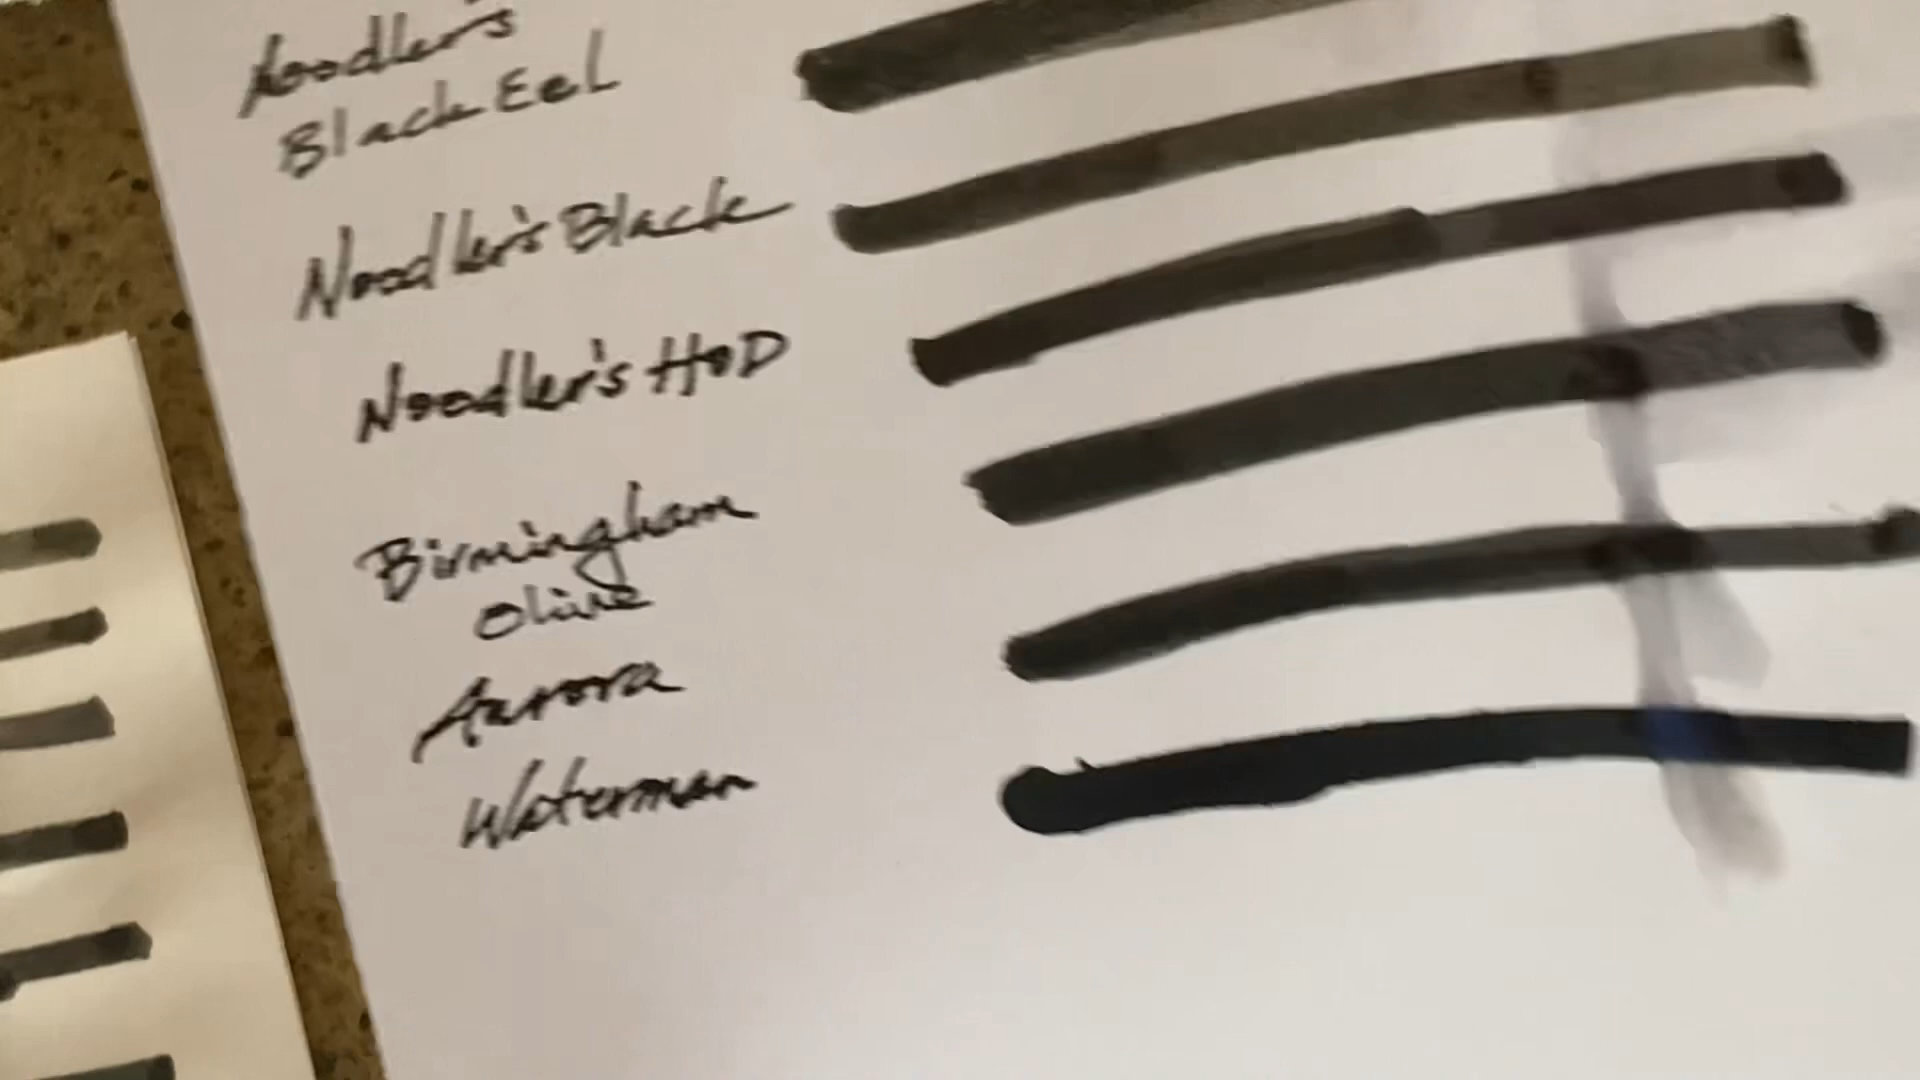 Noodler's
Black Eel
Noodler's Black
Noodler's HoD
Birmingham
Olive
Aurora
Waterman